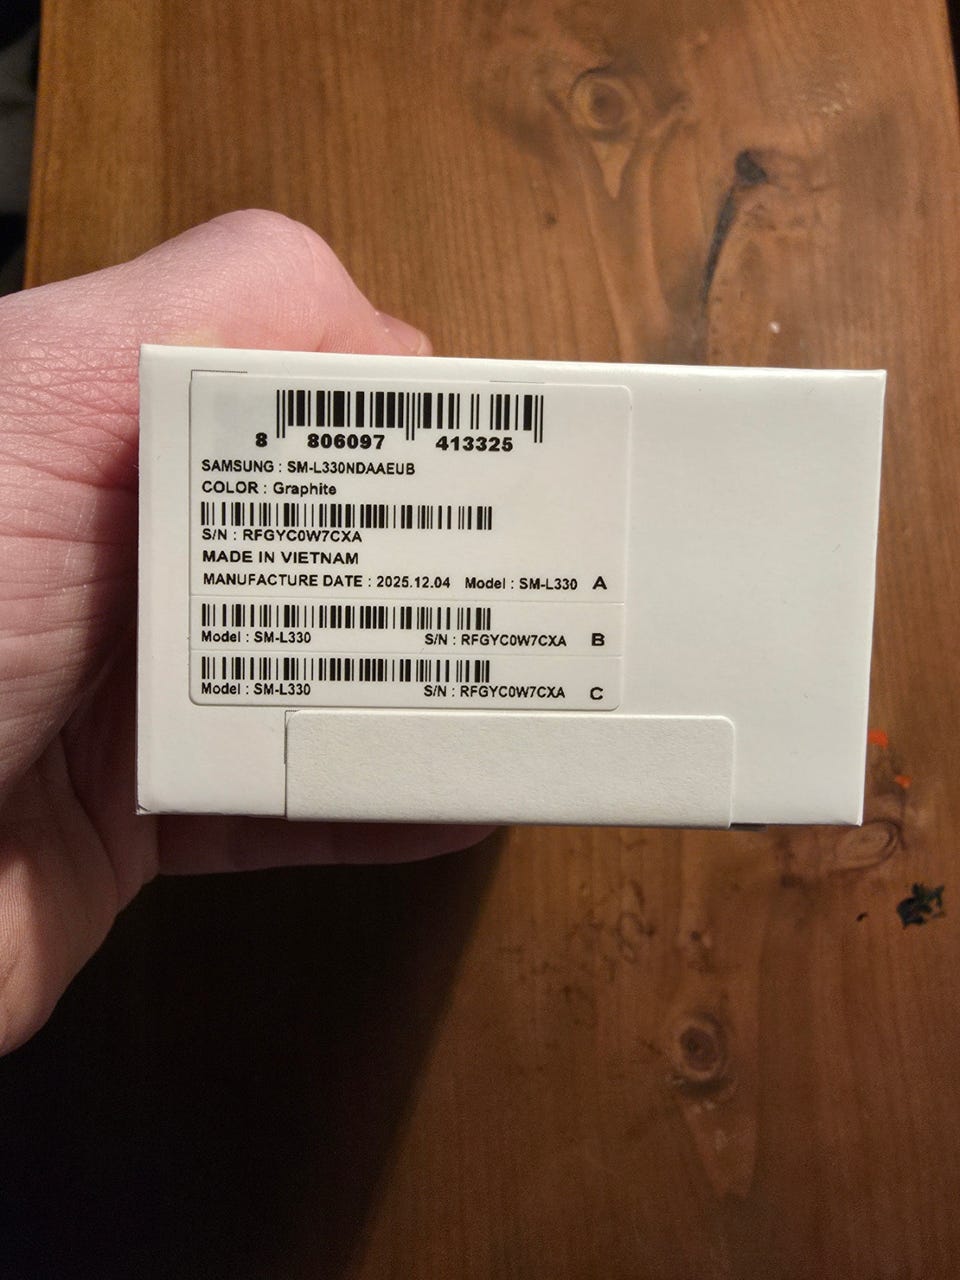 8 806097 413325
SAMSUNG : SM-L330NDAAEUB
COLOR : Graphite
S/N : RFGYC0W7CXA
MADE IN VIETNAM
MANUFACTURE DATE : 2025.12.04 Model : SM-L330 A
Model : SM-L330 S/N : RFGYC0W7CXA B
Model : SM-L330 S/N : RFGYC0W7CXA C